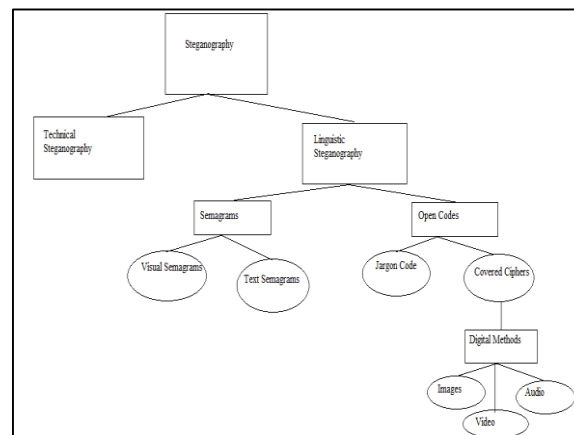 Steganography
Technical
Steganography
Linguistic
Steganography
Semagrams
Open Codes
Visual Semagrams
Text Semagrams
Jargon Code
Covered Ciphers
Digital Methods
Images
Audio
Video